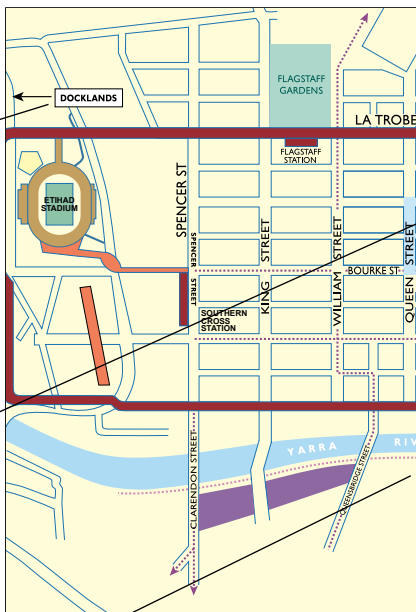 FLAGSTAFF
GARDENS
DOCKLANDS
LA TROBE
FLAGSTAFF
STATION
ETIHAD
STADIUM
SPENCER ST
SPENCER STREET
KING STREET
WILLIAM STREET
QUEEN STREET
BOURKE ST
SOUTHERN
CROSS
STATION
CLARENDON STREET
YARRA RIV
QUEENSBRIDGE STREET